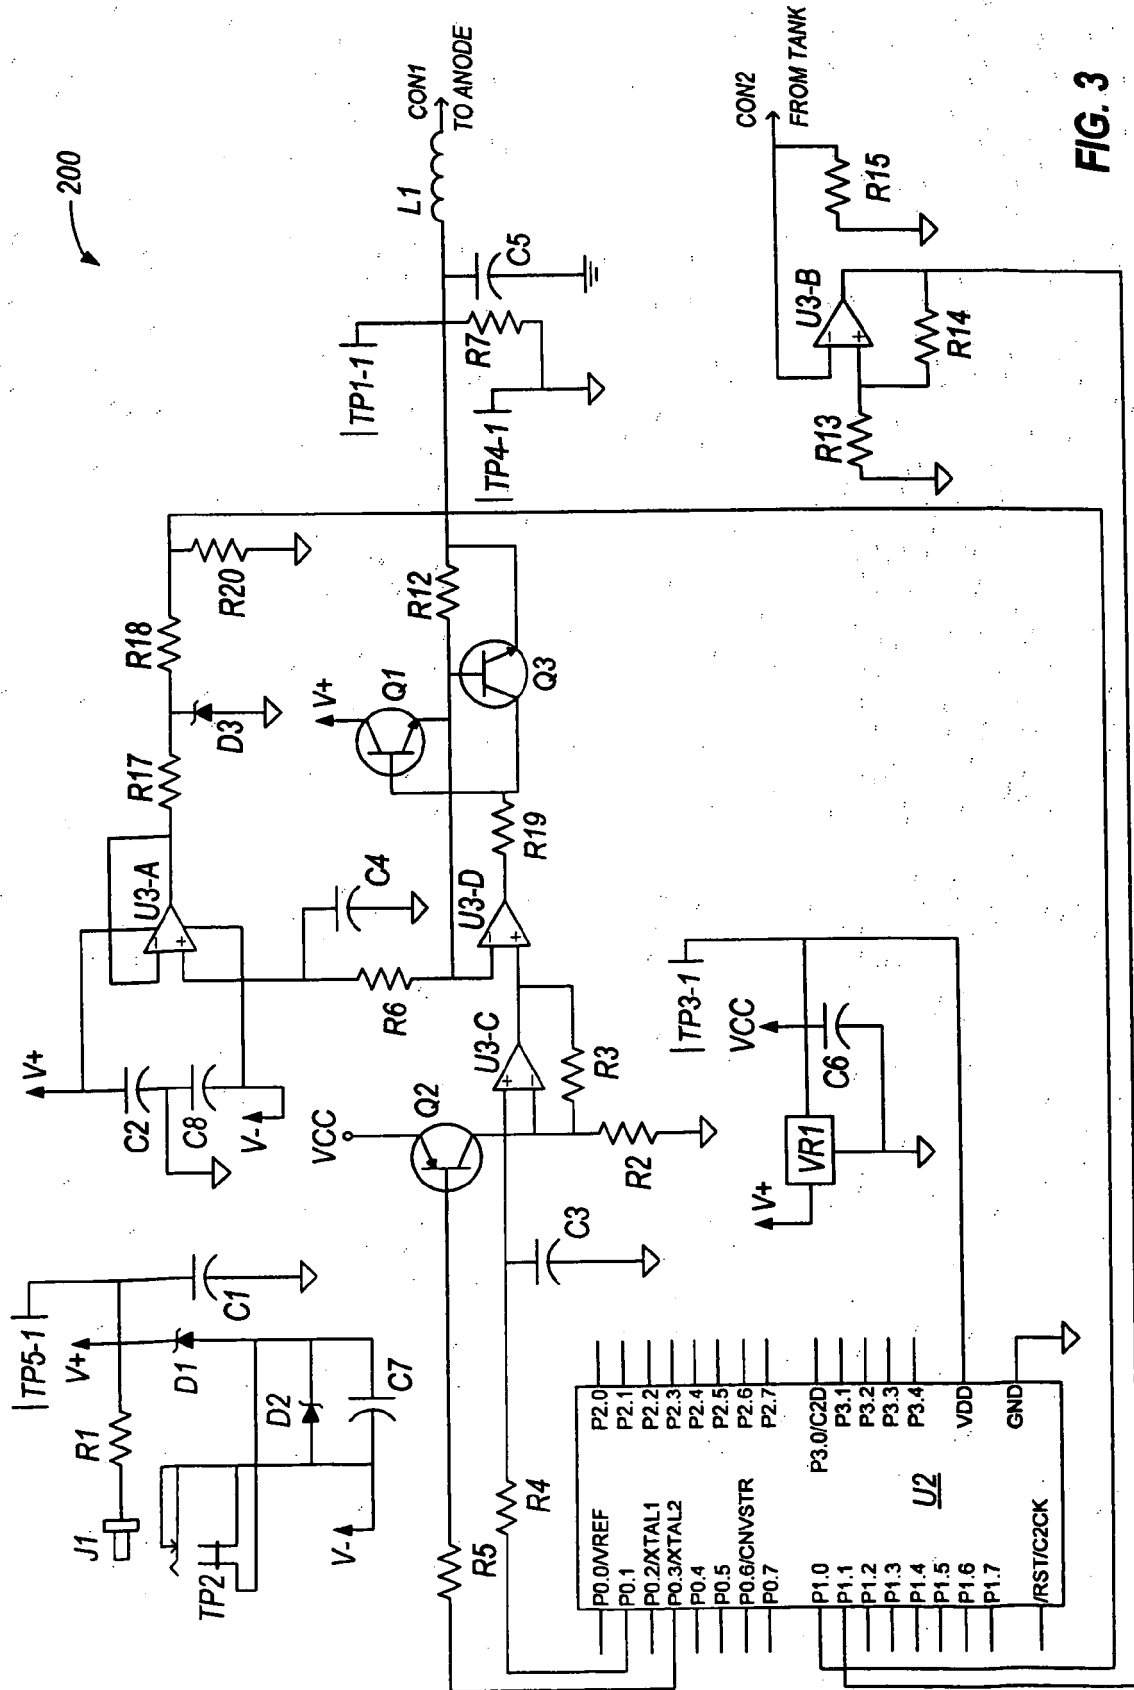 200
TP5-1
V+
J1
R1
C1
D1
D2
C7
TP2
V-
V+
C2
C8
V-
U3-A
R17
R18
D3
R20
C4
R6
VCC
Q2
U3-C
U3-D
R3
R2
R19
V+
Q1
Q3
R12
TP1-1
TP4-1
R7
C5
L1
CON1
TO ANODE
R5
R4
C3
V+
VR1
VCC
C6
TP3-1
U3-B
R13
R14
R15
CON2
FROM TANK
P0.0/VREF
P0.1
P0.2/XTAL1
P0.3/XTAL2
P0.4
P0.5
P0.6/CNVSTR
P0.7
P1.0
P1.1
P1.2
P1.3
P1.4
P1.5
P1.6
P1.7
/RST/C2CK
U2
P2.0
P2.1
P2.2
P2.3
P2.4
P2.5
P2.6
P2.7
P3.0/C2D
P3.1
P3.2
P3.3
P3.4
VDD
GND
FIG. 3